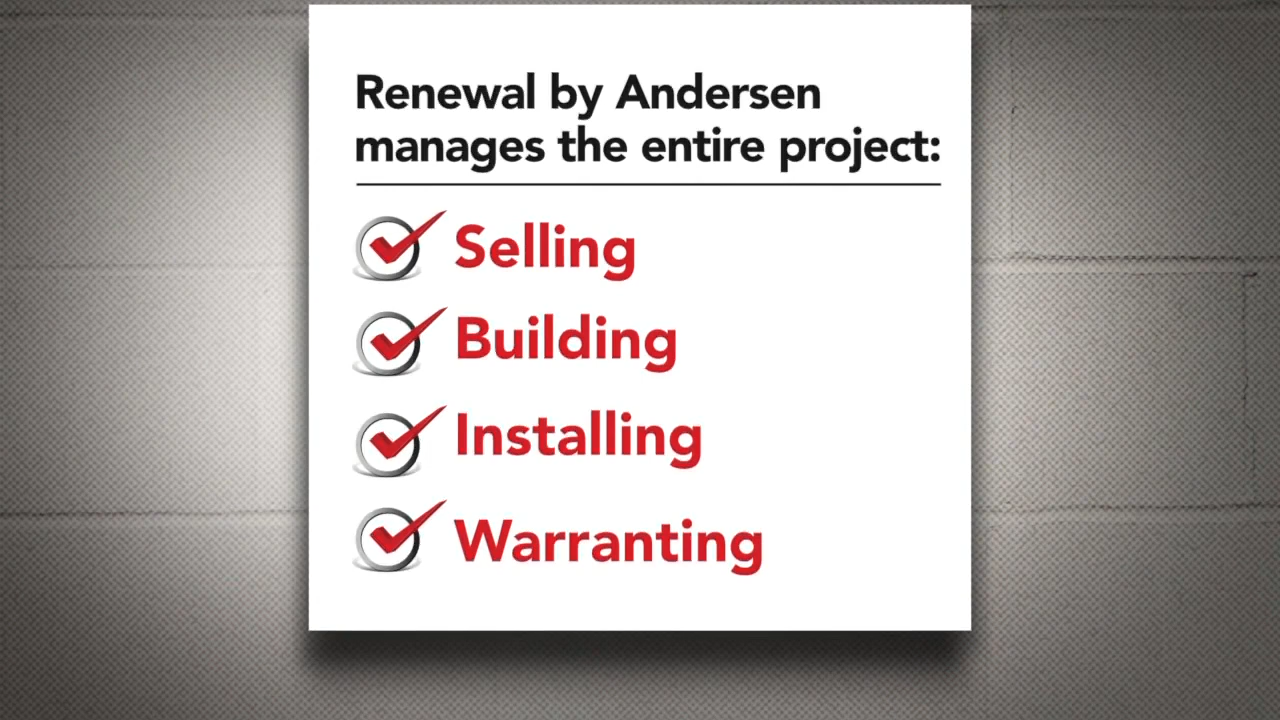 Renewal by Andersen
manages the entire project:
Selling
Building
Installing
Warranting